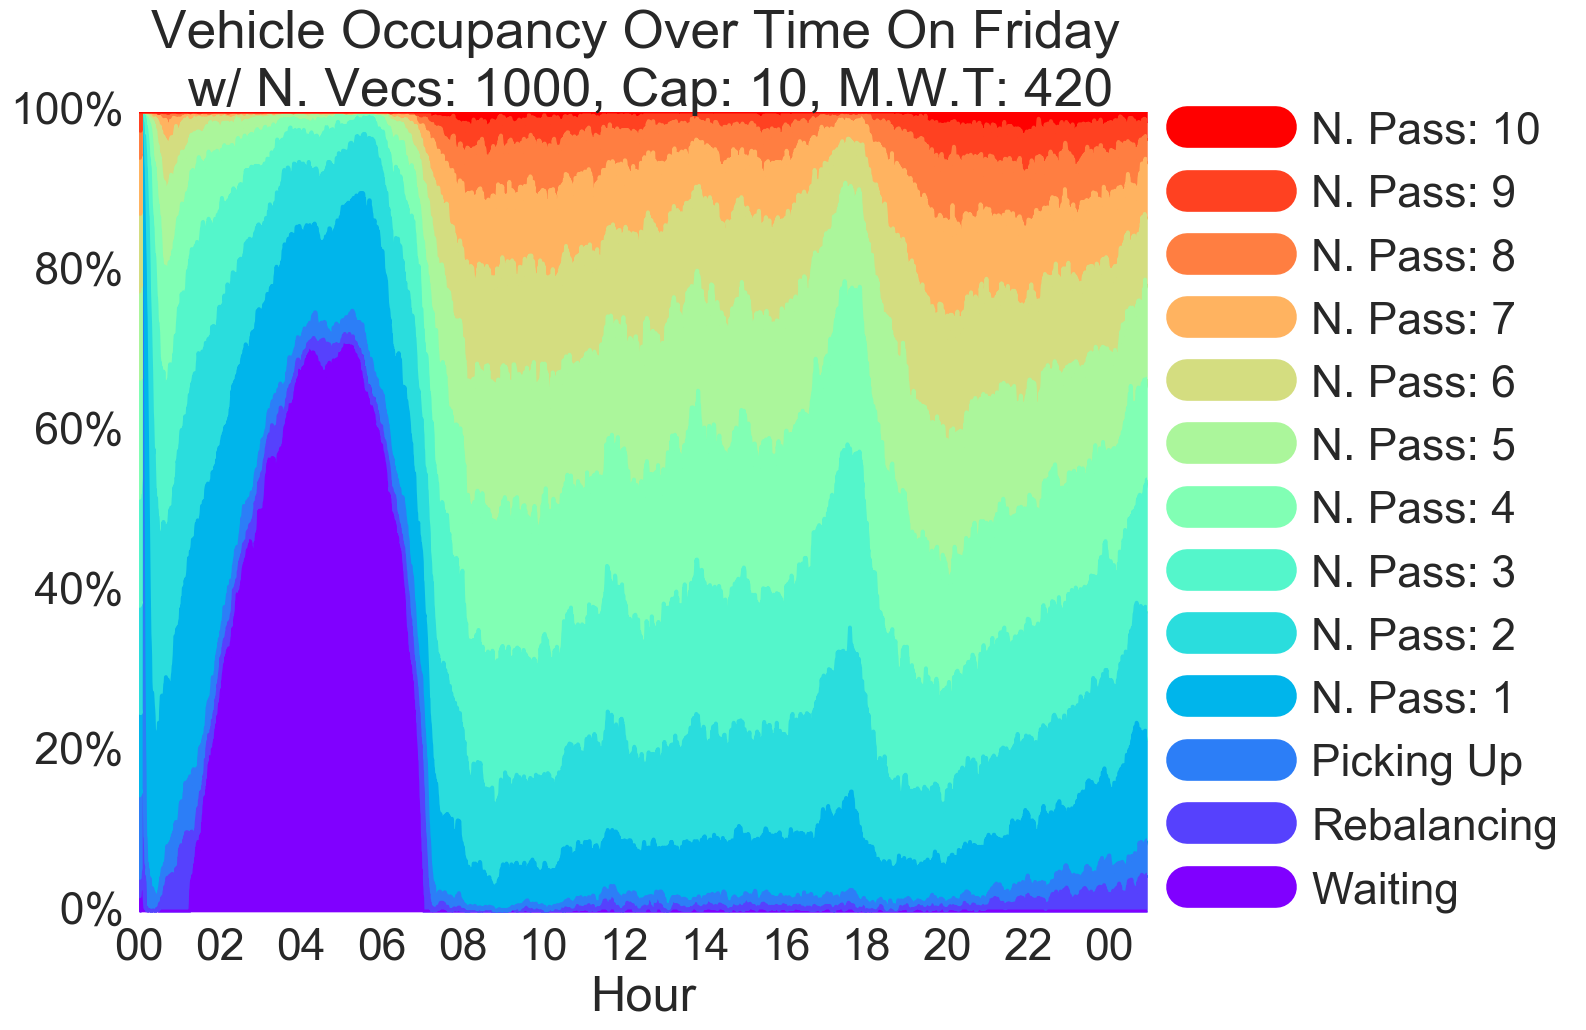 Vehicle Occupancy Over Time On Friday
w/ N. Vecs: 1000, Cap: 10, M.W.T: 420
100%
80%
60%
40%
20%
0%
00 02 04 06 08 10 12 14 16 18 20 22 00
Hour
N. Pass: 10
N. Pass: 9
N. Pass: 8
N. Pass: 7
N. Pass: 6
N. Pass: 5
N. Pass: 4
N. Pass: 3
N. Pass: 2
N. Pass: 1
Picking Up
Rebalancing
Waiting